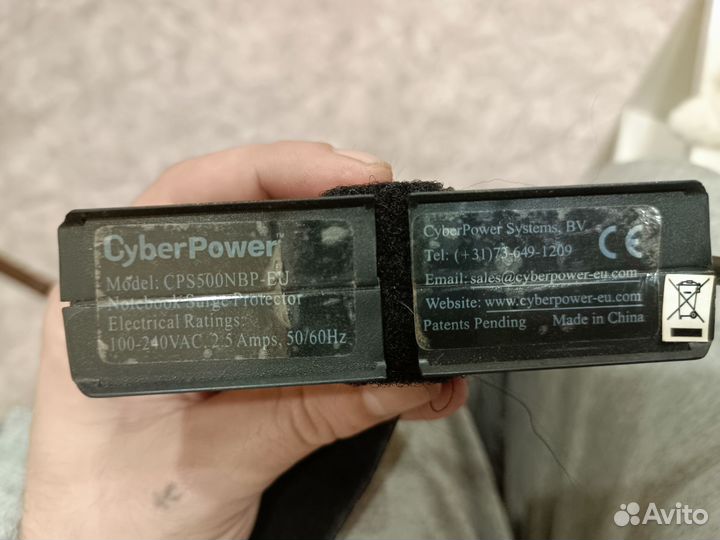 CyberPower™
Model: CPS500NBP-EU
Notebook Surge Protector
Electrical Ratings:
100-240VAC, 2.5 Amps, 50/60Hz
CyberPower Systems, BV
Tel: (+31)73-649-1209
Email: sales@cyberpower-eu.com
Website: www.cyberpower-eu.com
Patents Pending Made in China
CE
Avito